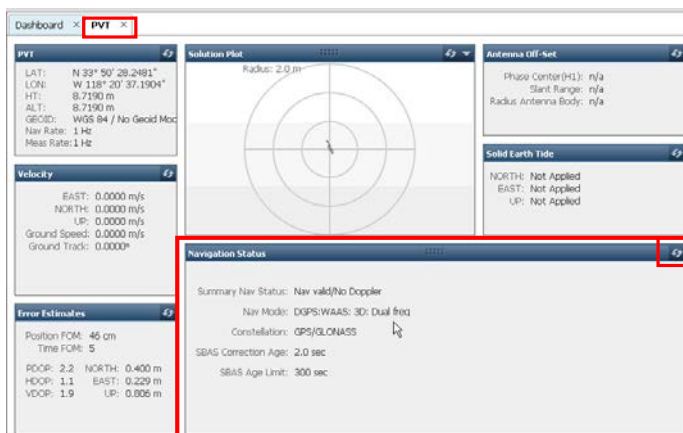 Dashboard × PVT ×
PVT
LAT: N 33° 50' 28.2481"
LON: W 118° 20' 37.1904"
HT: 8.7190 m
ALT: 8.7190 m
GEOID: WGS 84 / No Geoid Moc
Nav Rate: 1 Hz
Meas Rate: 1 Hz
Velocity
EAST: 0.0000 m/s
NORTH: 0.0000 m/s
UP: 0.0000 m/s
Ground Speed: 0.0000 m/s
Ground Track: 0.0000°
Error Estimates
Position FOM: 46 cm
Time FOM: 5
PDOP: 2.2 NORTH: 0.400 m
HDOP: 1.1 EAST: 0.229 m
VDOP: 1.9 UP: 0.806 m
Solution Plot
Radius: 2.0 m
Antenna Off-Set
Phase Center(H1): n/a
Slant Range: n/a
Radius Antenna Body: n/a
Solid Earth Tide
NORTH: Not Applied
EAST: Not Applied
UP: Not Applied
Navigation Status
Summary Nav Status: Nav valid/No Doppler
Nav Mode: DGPS:WAAS: 3D: Dual freq
Constellation: GPS/GLONASS
SBAS Correction Age: 2.0 sec
SBAS Age Limit: 300 sec